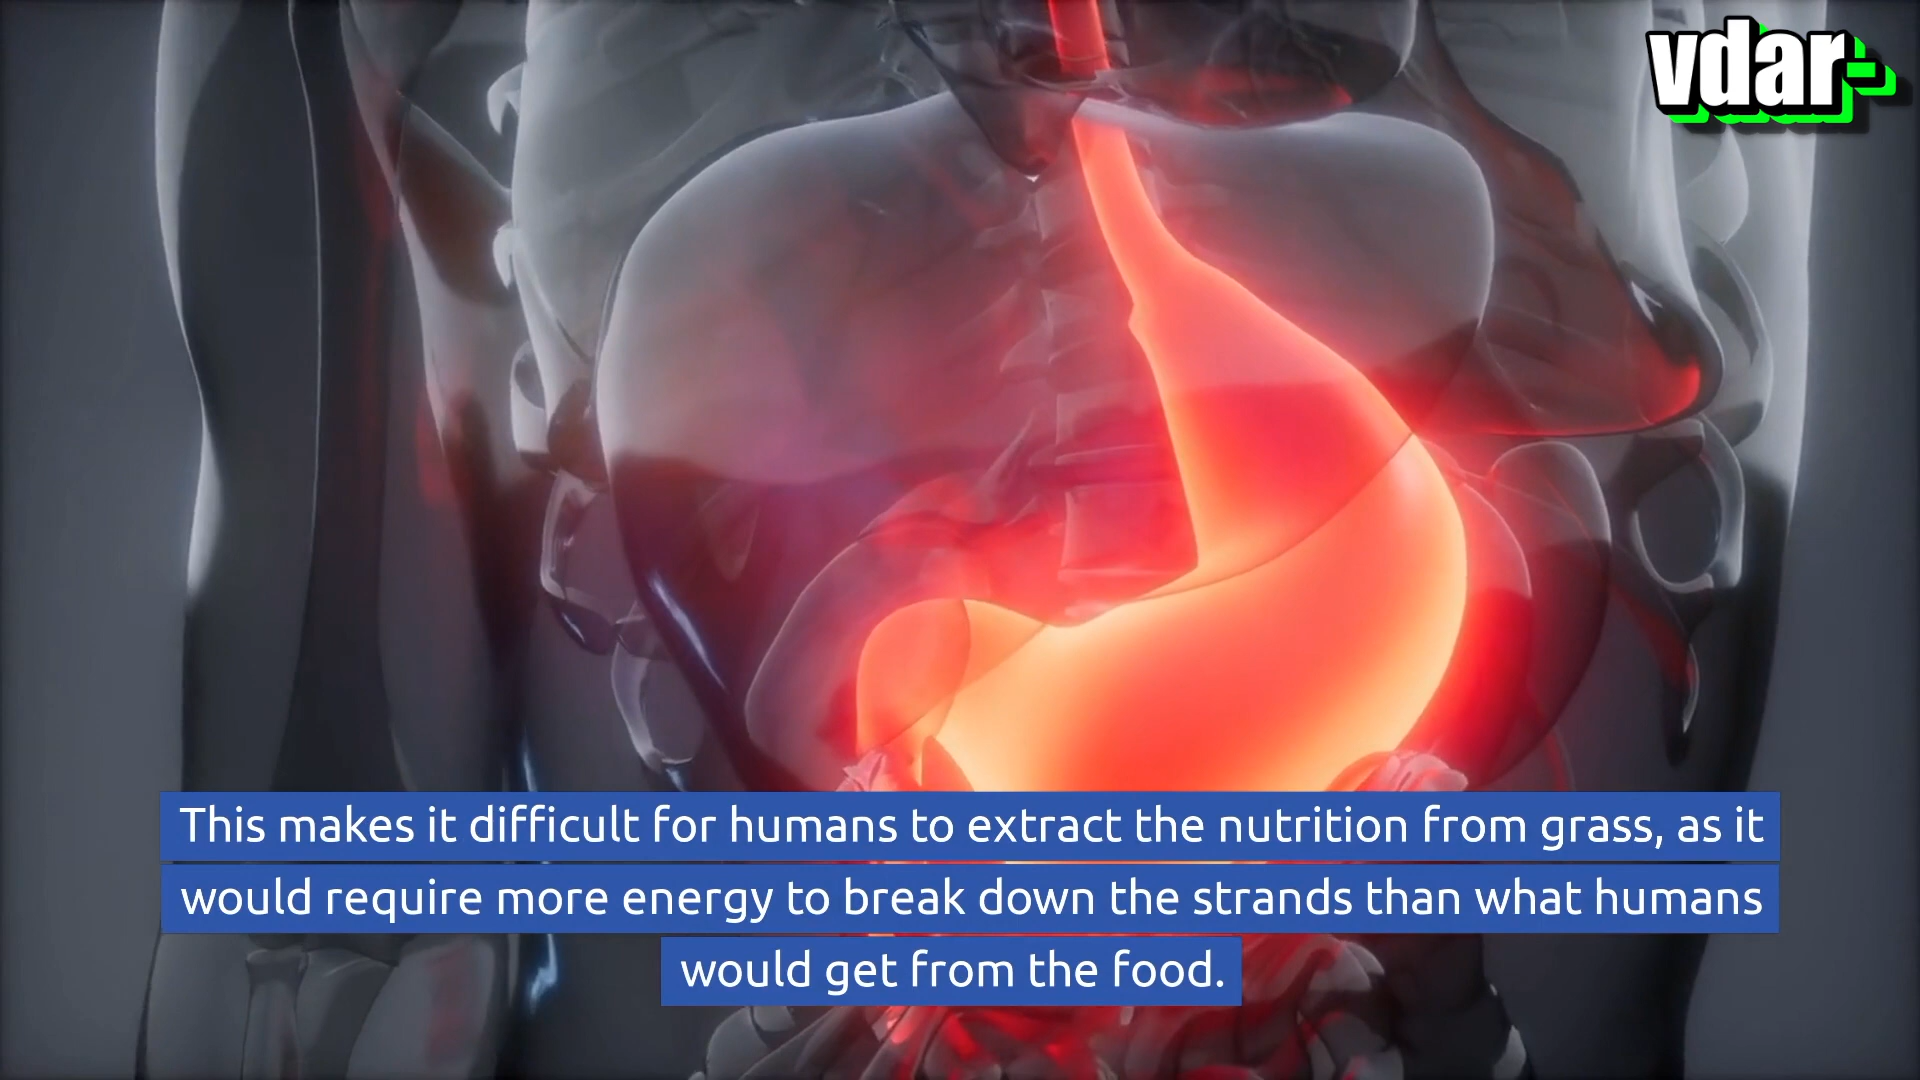 vdar-
This makes it difficult for humans to extract the nutrition from grass, as it
would require more energy to break down the strands than what humans
would get from the food.